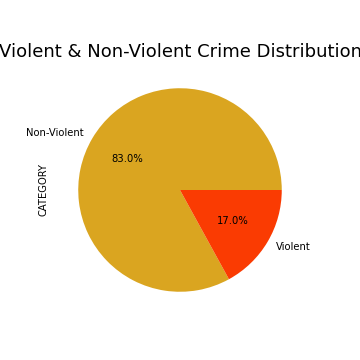 Violent & Non-Violent Crime Distribution
Non-Violent
83.0%
CATEGORY
17.0%
Violent